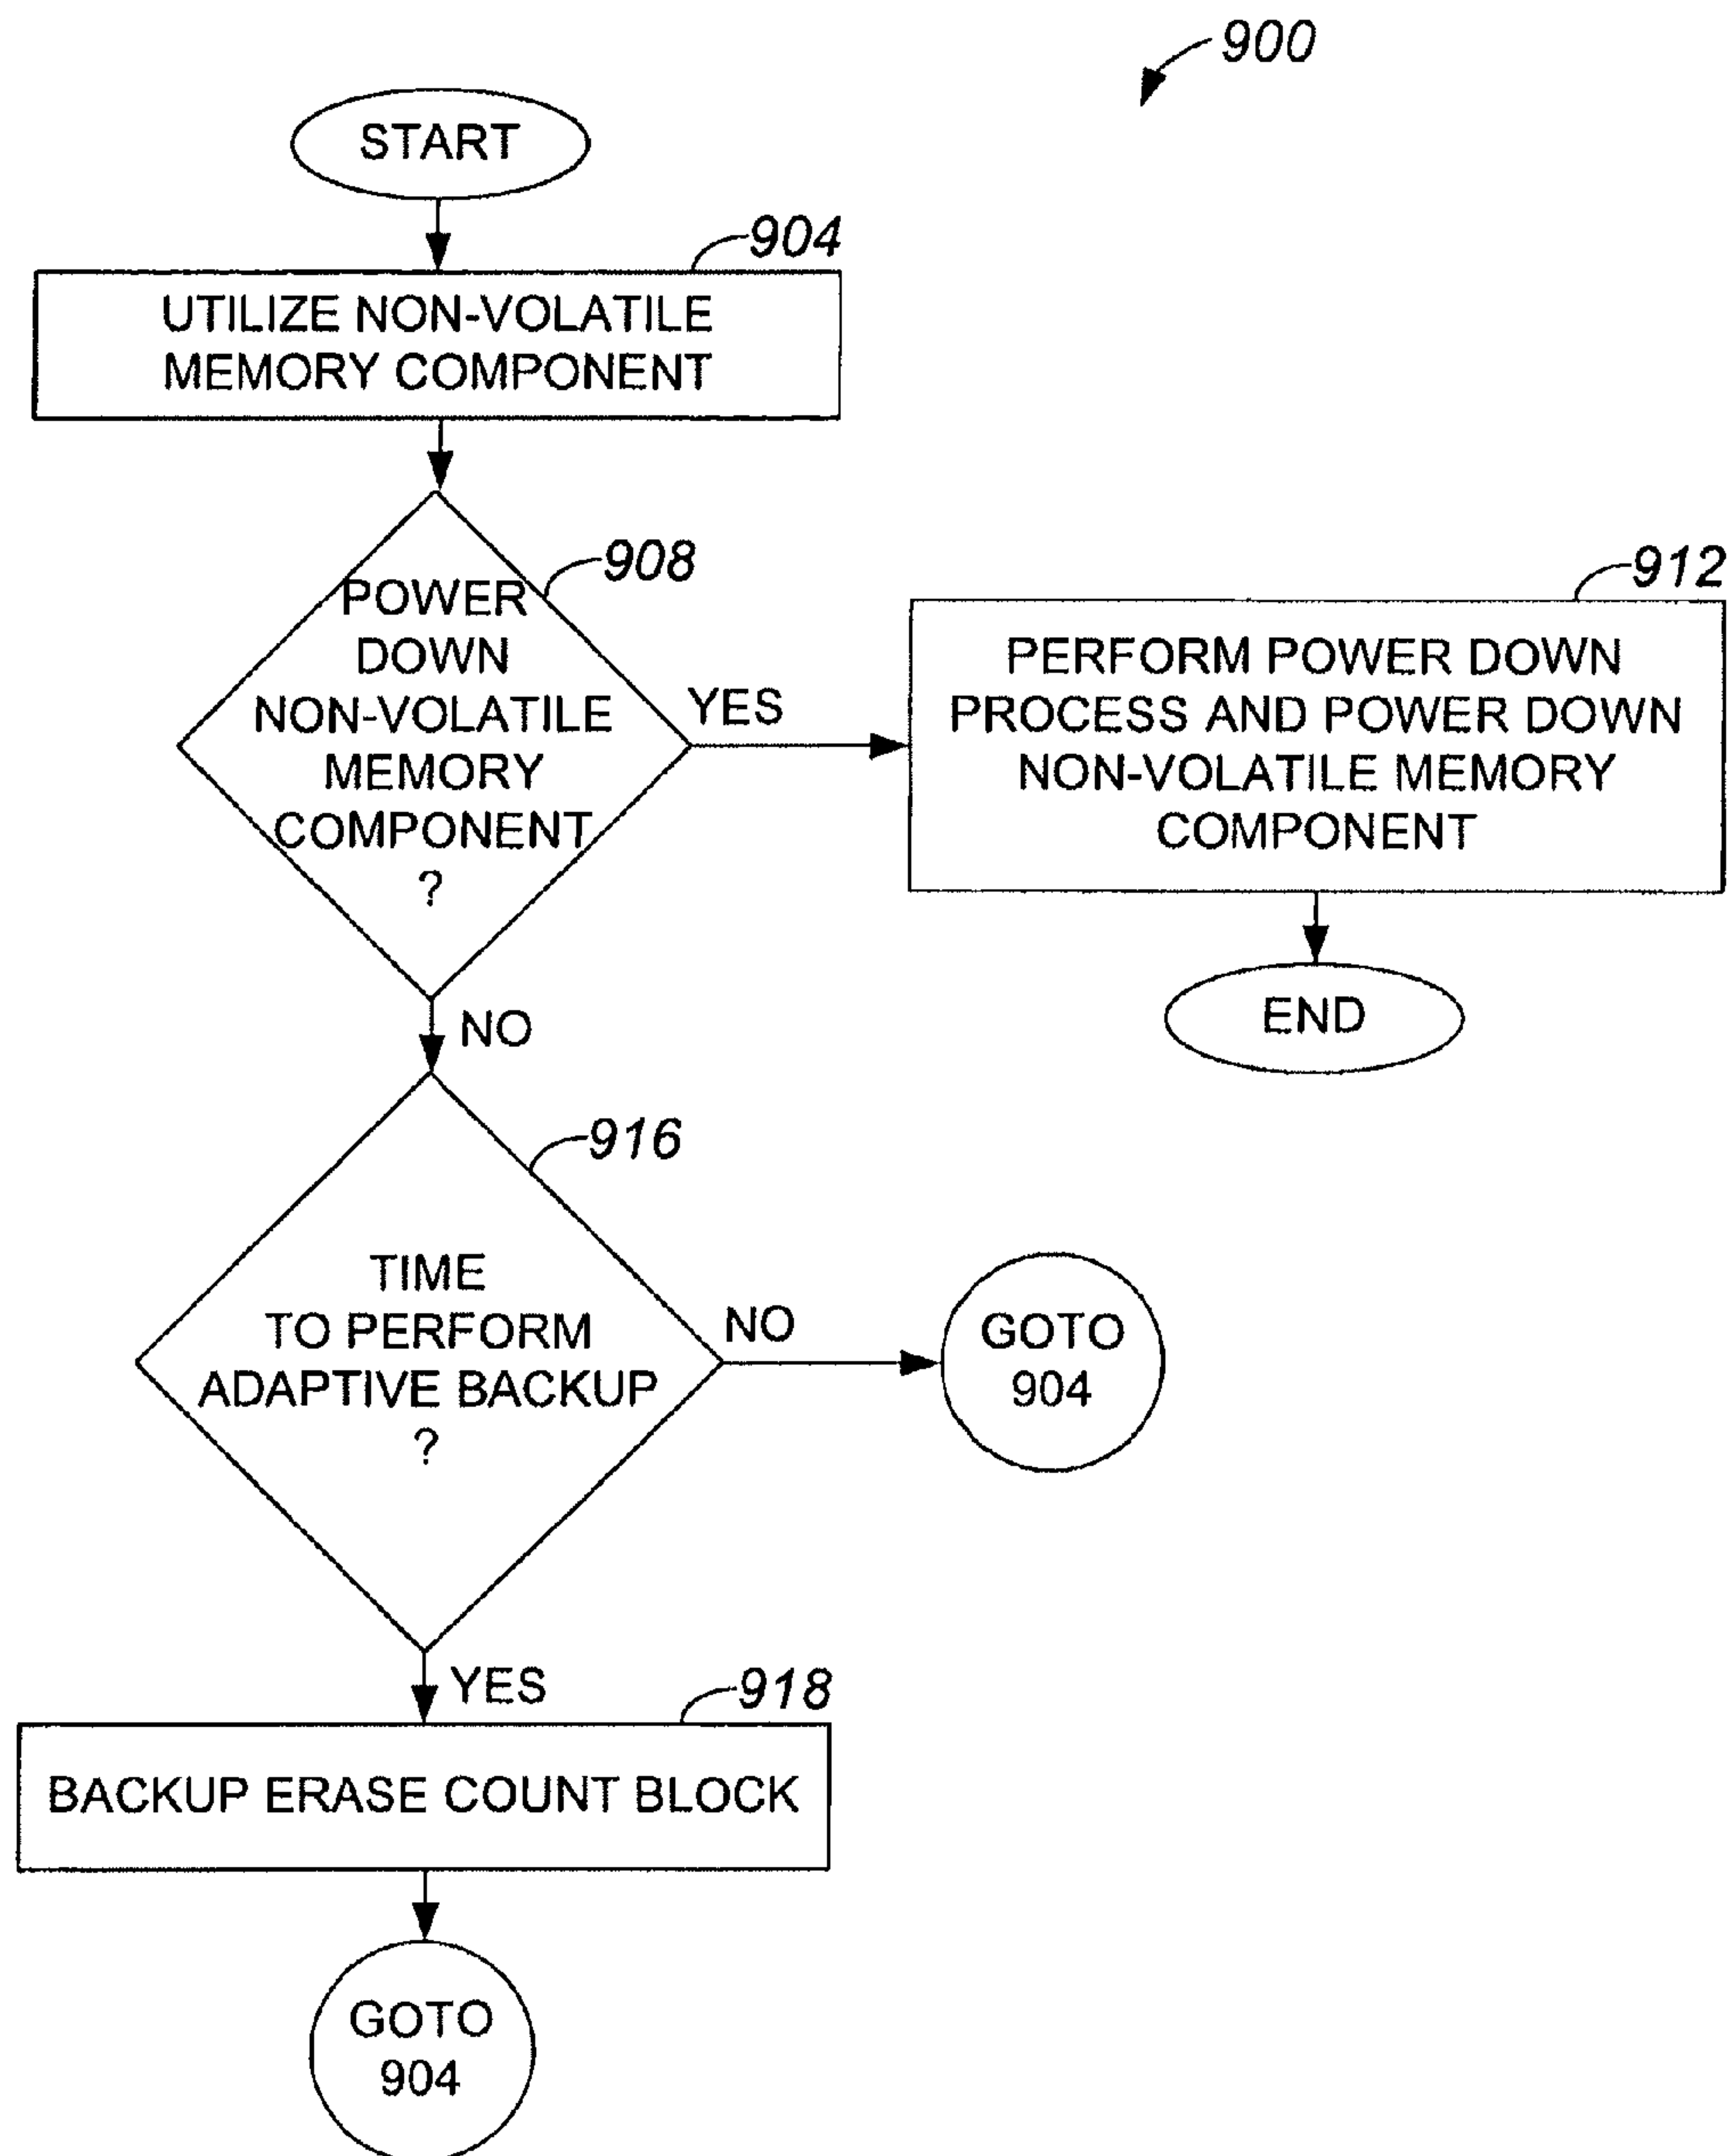 900
START
904
UTILIZE NON-VOLATILE
MEMORY COMPONENT
908
POWER
DOWN
NON-VOLATILE
MEMORY
COMPONENT
?
YES
912
PERFORM POWER DOWN
PROCESS AND POWER DOWN
NON-VOLATILE MEMORY
COMPONENT
END
NO
916
TIME
TO PERFORM
ADAPTIVE BACKUP
?
NO
GOTO
904
YES
918
BACKUP ERASE COUNT BLOCK
GOTO
904